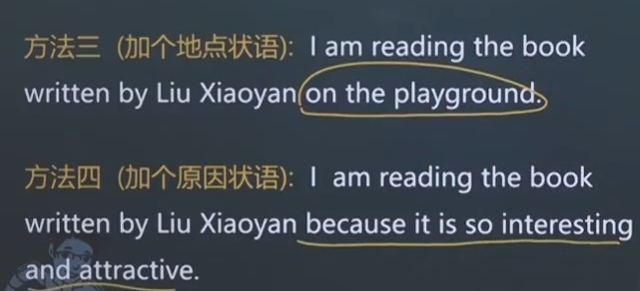 方法三 (加个地点状语): I am reading the book
written by Liu Xiaoyan on the playground.
方法四 (加个原因状语): I am reading the book
written by Liu Xiaoyan because it is so interesting
and attractive.